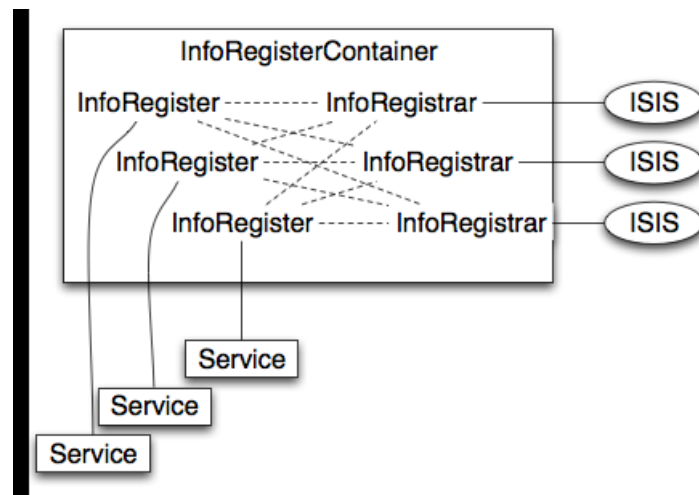 InfoRegisterContainer
InfoRegister InfoRegistrar ISIS
InfoRegister InfoRegistrar ISIS
InfoRegister InfoRegistrar ISIS
Service
Service
Service